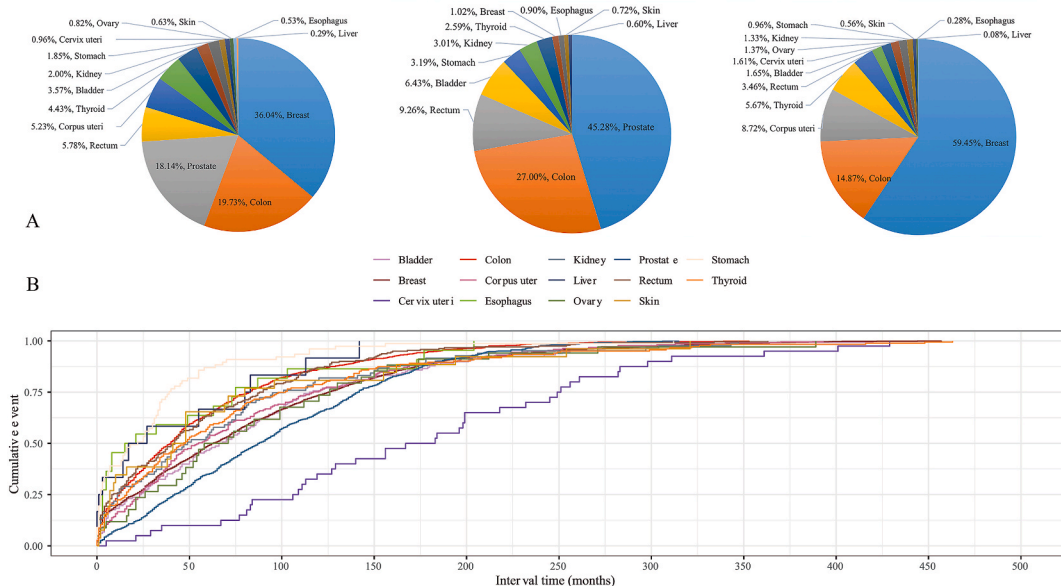 0.82%, Ovary
0.63%, Skin
0.53%, Esophagus
0.96%, Cervix uteri
0.29%, Liver
1.85%, Stomach
2.00%, Kidney
3.57%, Bladder
4.43%, Thyroid
5.23%, Corpus uteri
5.78%, Rectum
36.04%, Breast
18.14%, Prostate
19.73%, Colon
1.02%, Breast
0.90%, Esophagus
0.72%, Skin
2.59%, Thyroid
0.60%, Liver
3.01%, Kidney
3.19%, Stomach
6.43%, Bladder
9.26%, Rectum
45.28%, Prostate
27.00%, Colon
0.96%, Stomach
0.56%, Skin
0.28%, Esophagus
1.33%, Kidney
0.08%, Liver
1.37%, Ovary
1.61%, Cervix uteri
1.65%, Bladder
3.46%, Rectum
5.67%, Thyroid
8.72%, Corpus uteri
59.45%, Breast
14.87%, Colon
A
B
Bladder Colon Kidney Prostat e Stomach
Breast Corpus uter Liver Rectum Thyroid
Cer vix ut eri Esophagus Ovary Skin
Cumulativ e e vent
1.00
0.75
0.50
0.25
0.00
0 50 100 150 200 250 300 350 400 450 500
Inter val time (months)